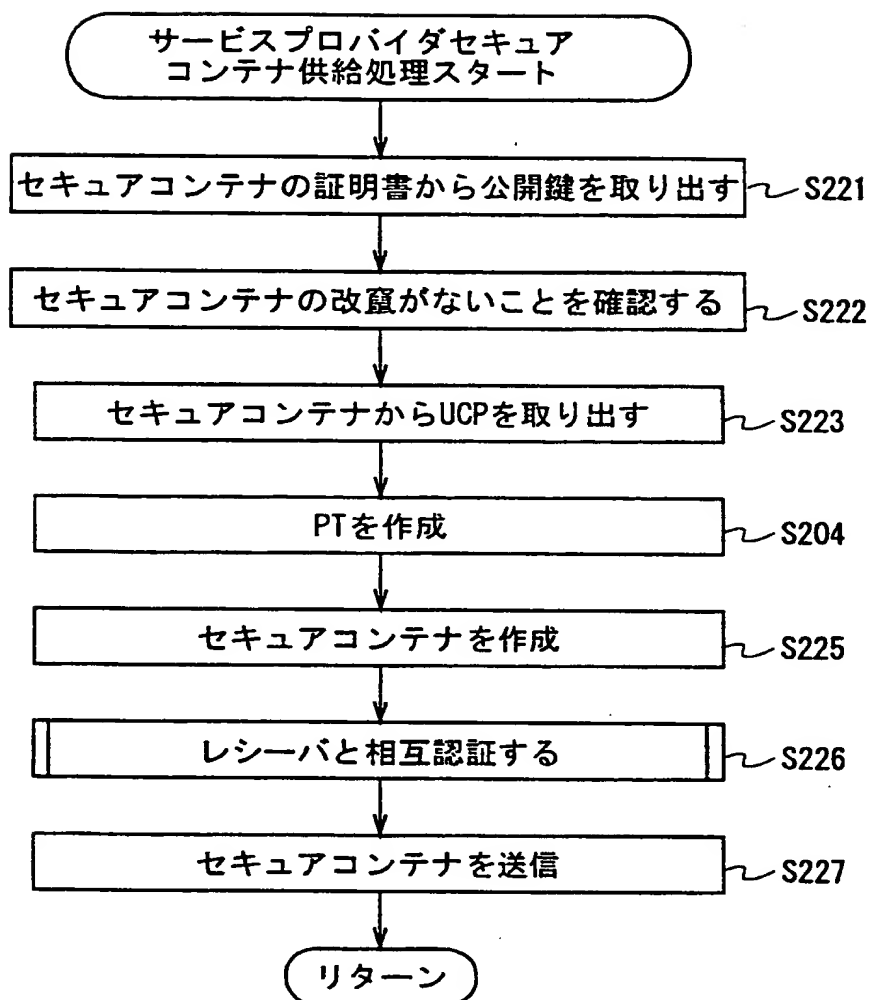 サービスプロバイダセキュア
コンテナ供給処理スタート
セキュアコンテナの証明書から公開鍵を取り出す
S221
セキュアコンテナの改竄がないことを確認する
S222
セキュアコンテナからUCPを取り出す
S223
PTを作成
S204
セキュアコンテナを作成
S225
レシーバと相互認証する
S226
セキュアコンテナを送信
S227
リターン